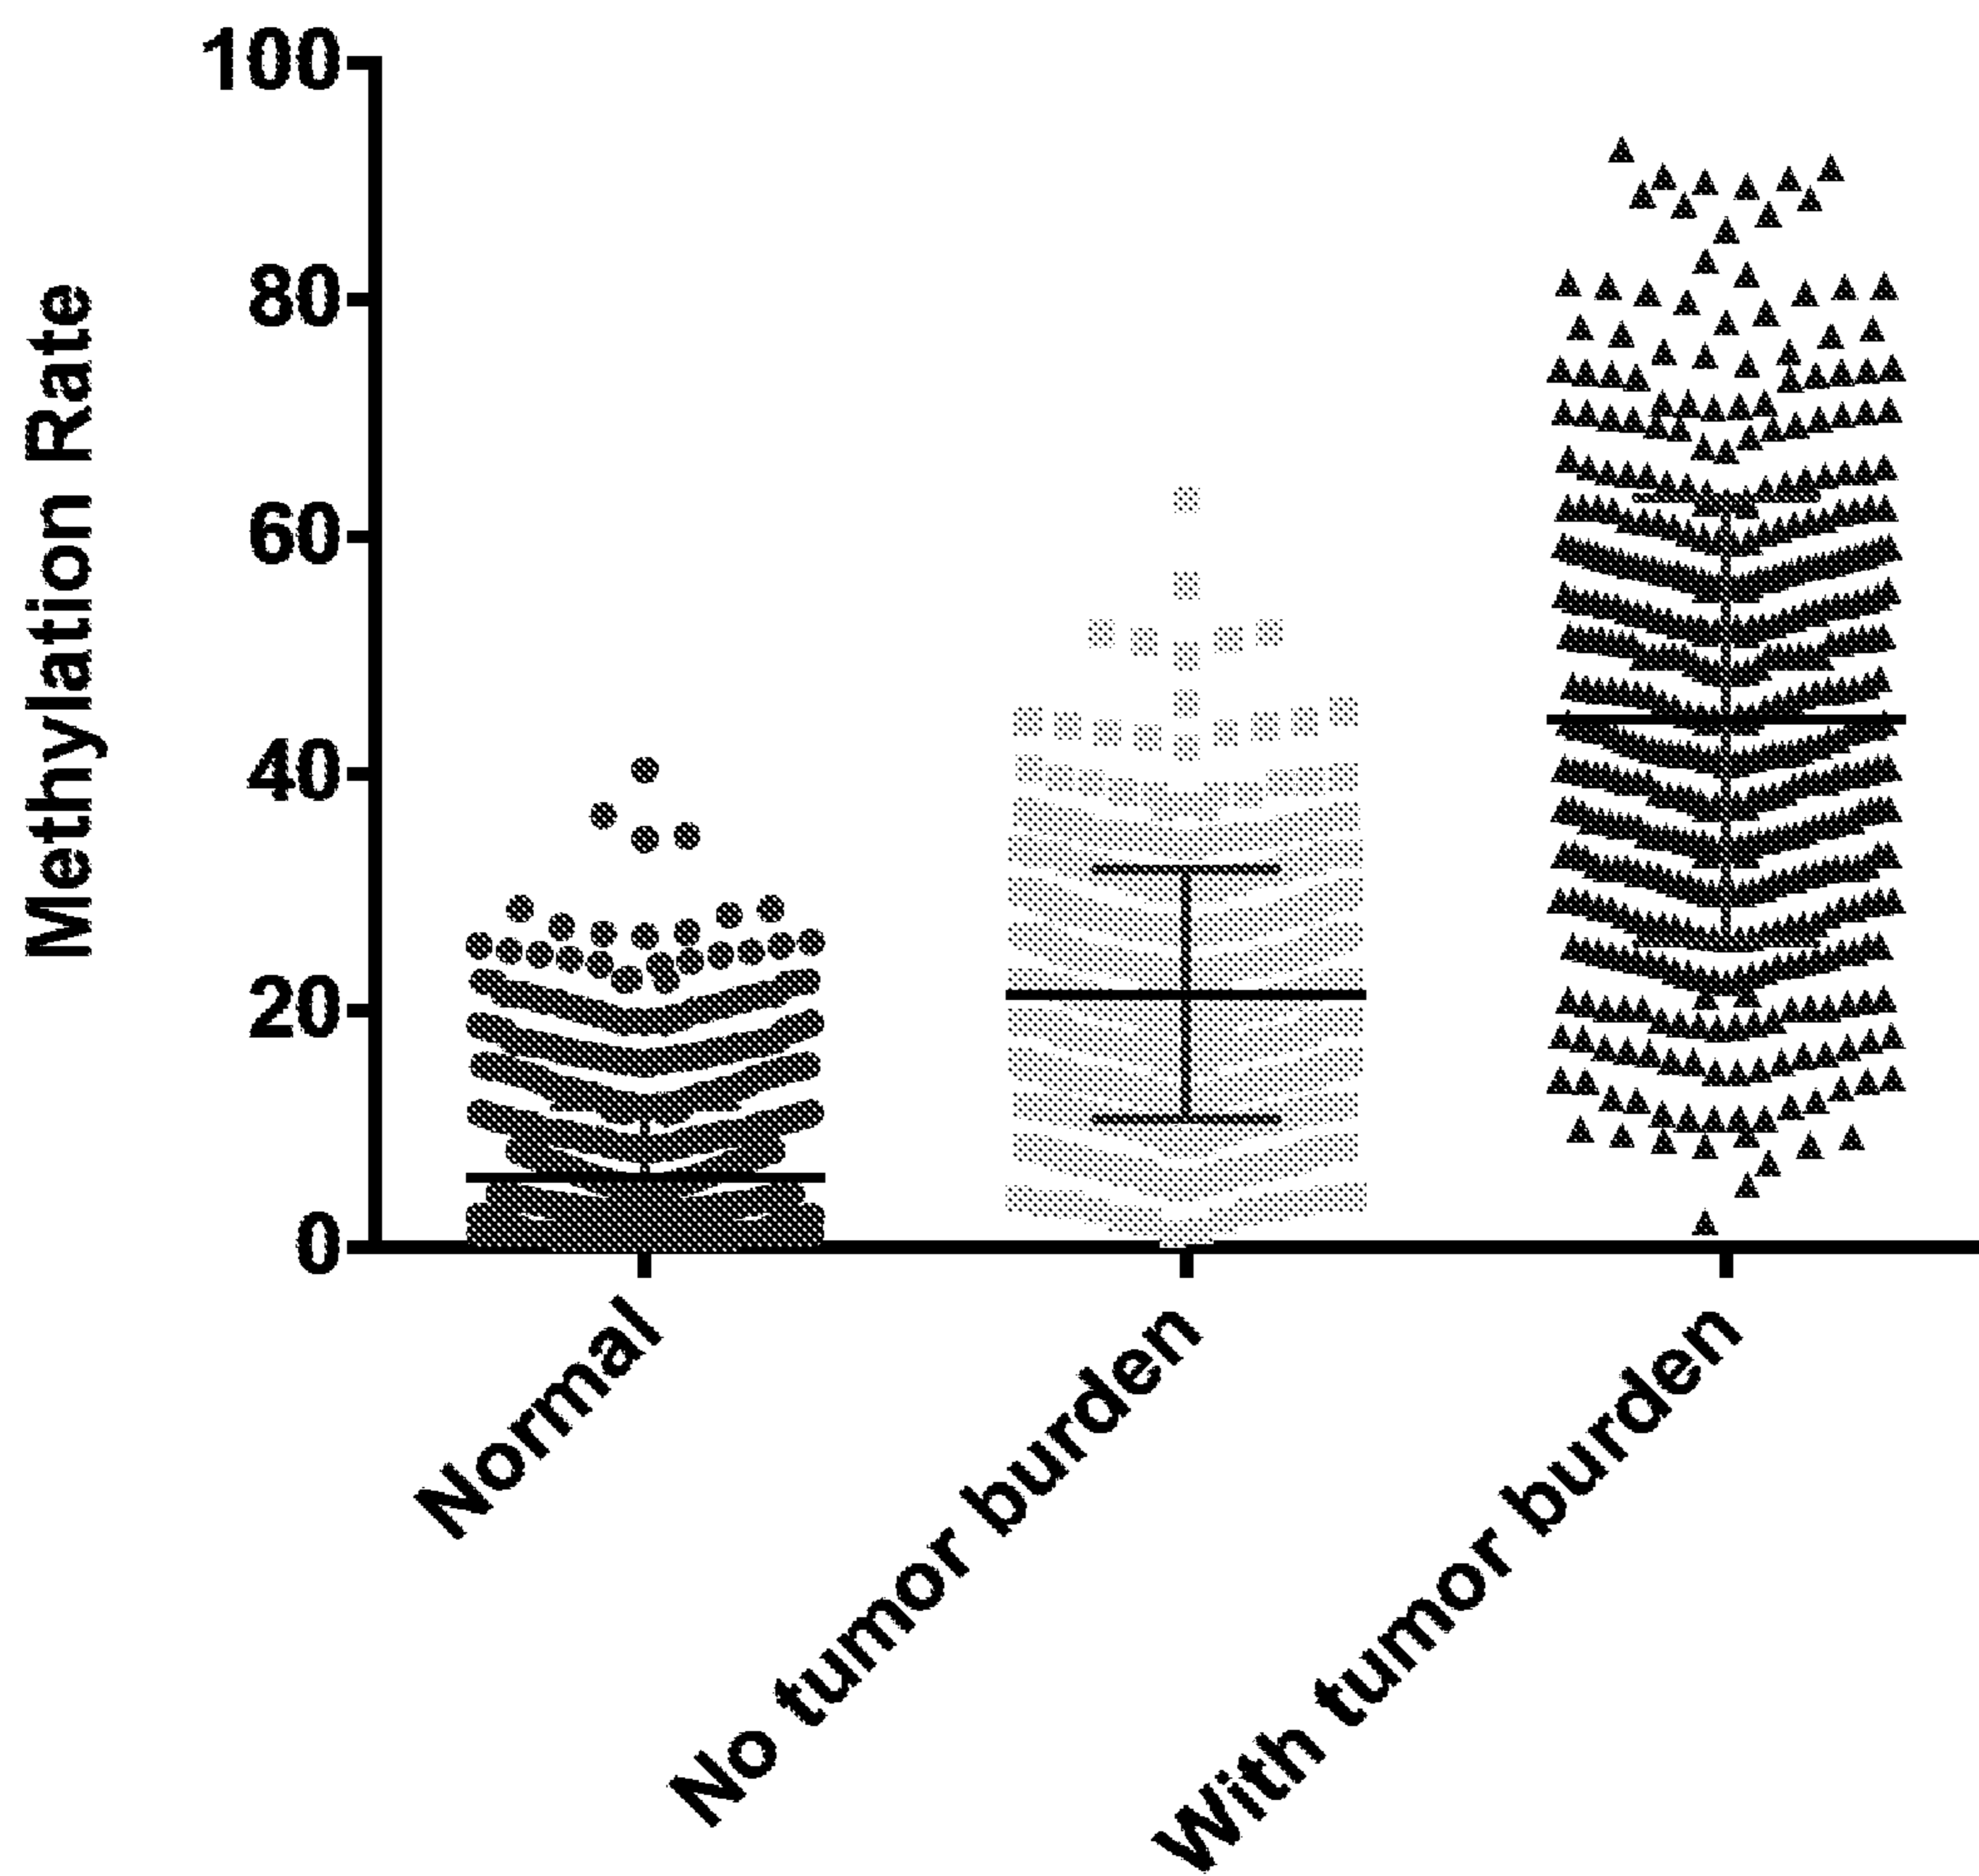 Methylation Rate
100
80
60
40
20
0
Normal
No tumor burden
With tumor burden